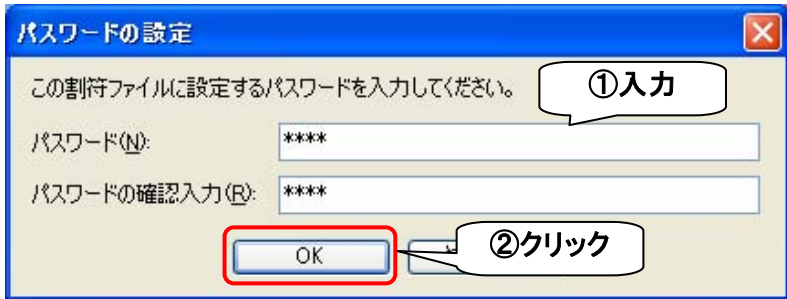 パスワードの設定
この割符ファイルに設定するパスワードを入力してください。
①入力
パスワード(N): ****
パスワードの確認入力(R): ****
OK
②クリック